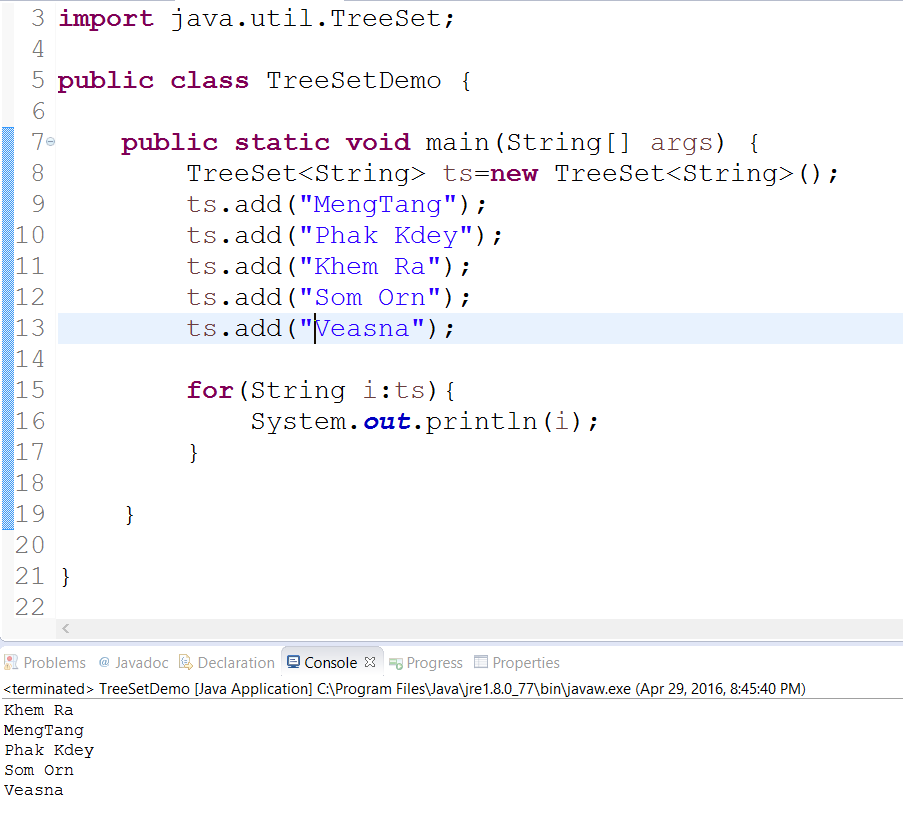 3 import java.util.TreeSet;
4
5 public class TreeSetDemo {
6
7 public static void main(String[] args) {
8 TreeSet<String> ts=new TreeSet<String>();
9 ts.add("MengTang");
10 ts.add("Phak Kdey");
11 ts.add("Khem Ra");
12 ts.add("Som Orn");
13 ts.add("Veasna");
14
15 for(String i:ts){
16 System.out.println(i);
17 }
18
19 }
20
21 }
22
Problems @ Javadoc Declaration Console Progress Properties
<terminated> TreeSetDemo [Java Application] C:\Program Files\Java\jre1.8.0_77\bin\javaw.exe (Apr 29, 2016, 8:45:40 PM)
Khem Ra
MengTang
Phak Kdey
Som Orn
Veasna